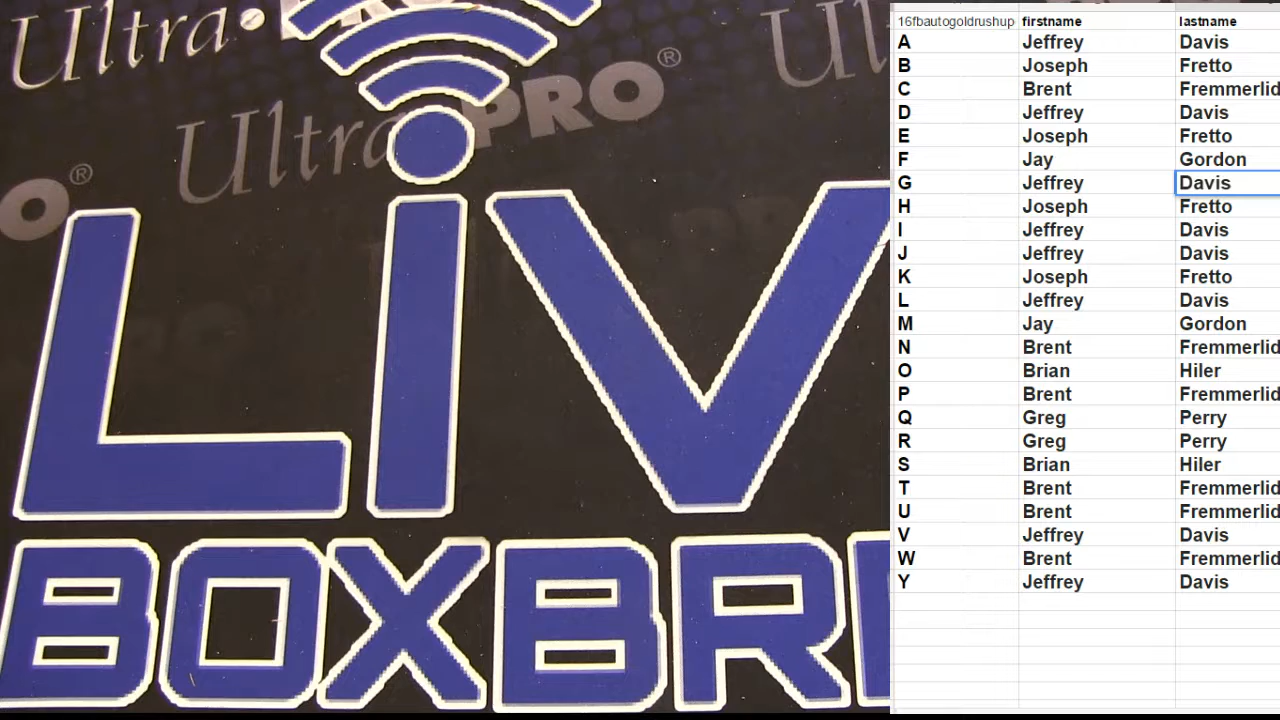 Ultra PRO
Ultra PRO®
U
O®
LiV
BOXBR
16fbautogoldrushup firstname lastname
A Jeffrey Davis
B Joseph Fretto
C Brent Fremmerlid
D Jeffrey Davis
E Joseph Fretto
F Jay Gordon
G Jeffrey Davis
H Joseph Fretto
I Jeffrey Davis
J Jeffrey Davis
K Joseph Fretto
L Jeffrey Davis
M Jay Gordon
N Brent Fremmerlid
O Brian Hiler
P Brent Fremmerlid
Q Greg Perry
R Greg Perry
S Brian Hiler
T Brent Fremmerlid
U Brent Fremmerlid
V Jeffrey Davis
W Brent Fremmerlid
Y Jeffrey Davis